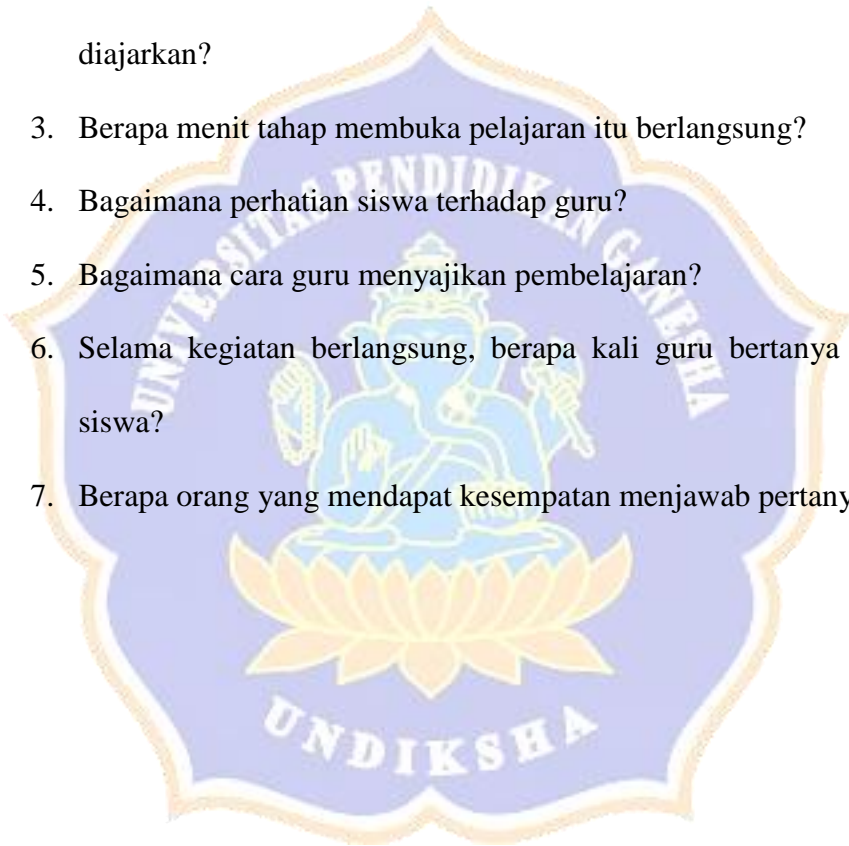 diajarkan?
3. Berapa menit tahap membuka pelajaran itu berlangsung?
4. Bagaimana perhatian siswa terhadap guru?
5. Bagaimana cara guru menyajikan pembelajaran?
6. Selama kegiatan berlangsung, berapa kali guru bertanya
siswa?
7. Berapa orang yang mendapat kesempatan menjawab
UNIVERSITAS PENDIDIKAN GANESHA
UNDIKSHA